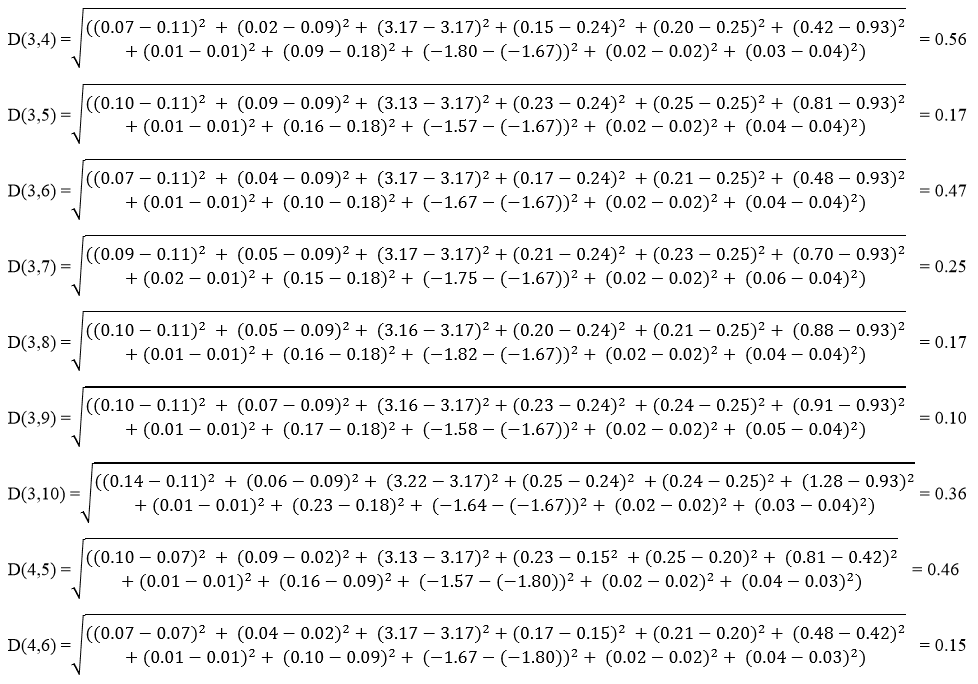 ((0.07 − 0.11)² + (0.02 − 0.09)² + (3.17 − 3.17)² + (0.15 − 0.24)² + (0.20 − 0.25)² + (0.42 − 0.93)²
D(3,4) = √ = 0.56
+ (0.01 − 0.01)² + (0.09 − 0.18)² + (−1.80 − (−1.67))² + (0.02 − 0.02)² + (0.03 − 0.04)²)
((0.10 − 0.11)² + (0.09 − 0.09)² + (3.13 − 3.17)² + (0.23 − 0.24)² + (0.25 − 0.25)² + (0.81 − 0.93)²
D(3,5) = √ = 0.17
+ (0.01 − 0.01)² + (0.16 − 0.18)² + (−1.57 − (−1.67))² + (0.02 − 0.02)² + (0.04 − 0.04)²)
((0.07 − 0.11)² + (0.04 − 0.09)² + (3.17 − 3.17)² + (0.17 − 0.24)² + (0.21 − 0.25)² + (0.48 − 0.93)²
D(3,6) = √ = 0.47
+ (0.01 − 0.01)² + (0.10 − 0.18)² + (−1.67 − (−1.67))² + (0.02 − 0.02)² + (0.04 − 0.04)²)
((0.09 − 0.11)² + (0.05 − 0.09)² + (3.17 − 3.17)² + (0.21 − 0.24)² + (0.23 − 0.25)² + (0.70 − 0.93)²
D(3,7) = √ = 0.25
+ (0.02 − 0.01)² + (0.15 − 0.18)² + (−1.75 − (−1.67))² + (0.02 − 0.02)² + (0.06 − 0.04)²)
((0.10 − 0.11)² + (0.05 − 0.09)² + (3.16 − 3.17)² + (0.20 − 0.24)² + (0.21 − 0.25)² + (0.88 − 0.93)²
D(3,8) = √ = 0.17
+ (0.01 − 0.01)² + (0.16 − 0.18)² + (−1.82 − (−1.67))² + (0.02 − 0.02)² + (0.04 − 0.04)²)
((0.10 − 0.11)² + (0.07 − 0.09)² + (3.16 − 3.17)² + (0.23 − 0.24)² + (0.24 − 0.25)² + (0.91 − 0.93)²
D(3,9) = √ = 0.10
+ (0.01 − 0.01)² + (0.17 − 0.18)² + (−1.58 − (−1.67))² + (0.02 − 0.02)² + (0.05 − 0.04)²)
((0.14 − 0.11)² + (0.06 − 0.09)² + (3.22 − 3.17)² + (0.25 − 0.24)² + (0.24 − 0.25)² + (1.28 − 0.93)²
D(3,10) = √ = 0.36
+ (0.01 − 0.01)² + (0.23 − 0.18)² + (−1.64 − (−1.67))² + (0.02 − 0.02)² + (0.03 − 0.04)²)
((0.10 − 0.07)² + (0.09 − 0.02)² + (3.13 − 3.17)² + (0.23 − 0.15² + (0.25 − 0.20)² + (0.81 − 0.42)²
D(4,5) = √ = 0.46
+ (0.01 − 0.01)² + (0.16 − 0.09)² + (−1.57 − (−1.80))² + (0.02 − 0.02)² + (0.04 − 0.03)²)
((0.07 − 0.07)² + (0.04 − 0.02)² + (3.17 − 3.17)² + (0.17 − 0.15)² + (0.21 − 0.20)² + (0.48 − 0.42)²
D(4,6) = √ = 0.15
+ (0.01 − 0.01)² + (0.10 − 0.09)² + (−1.67 − (−1.80))² + (0.02 − 0.02)² + (0.04 − 0.03)²)